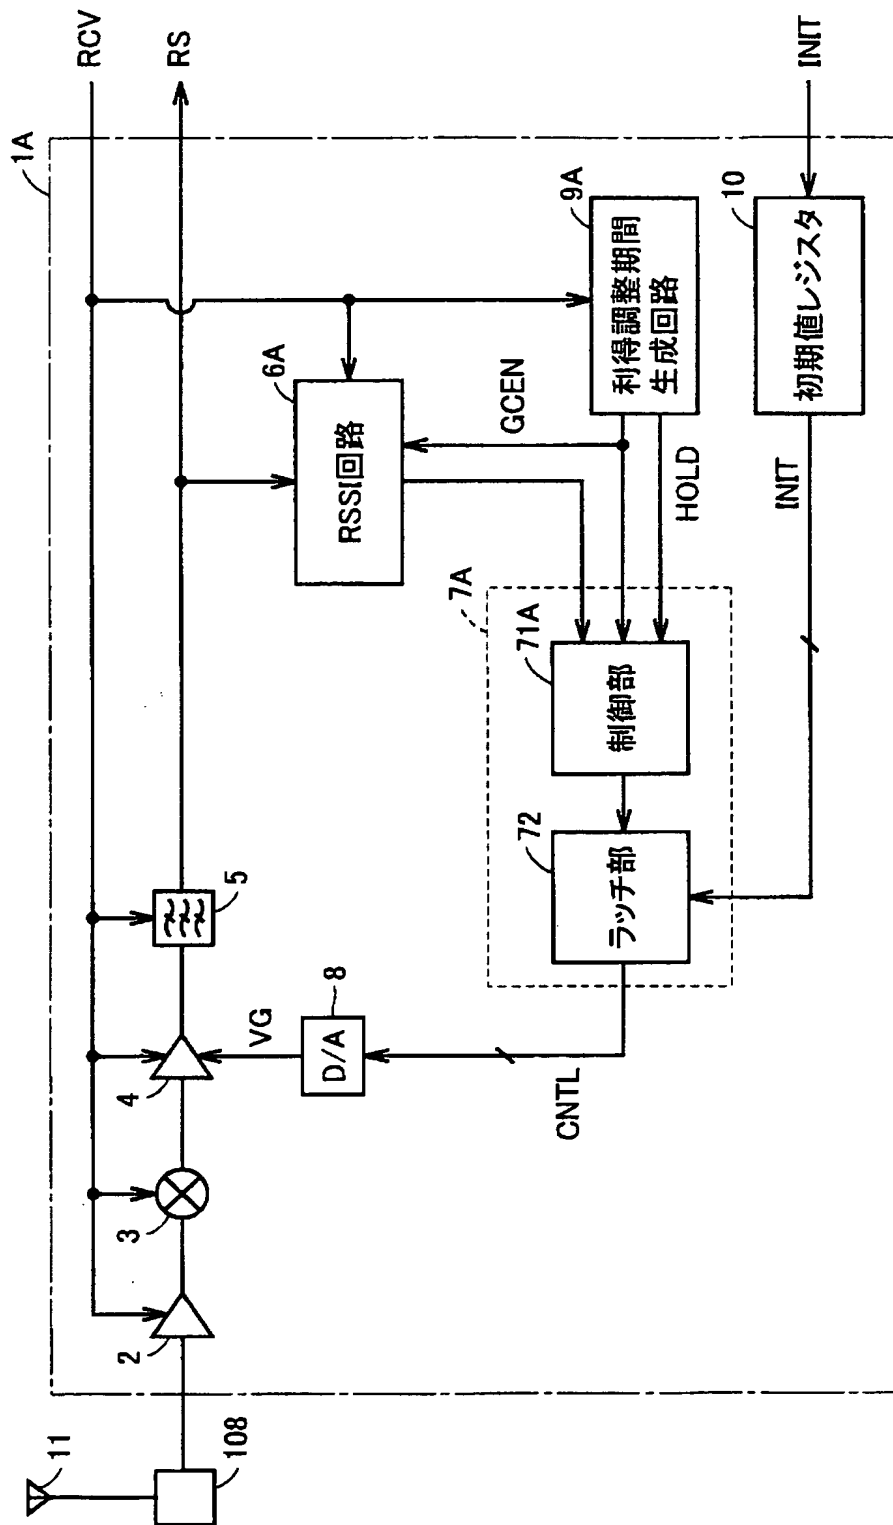 RCV
RS
INIT
1A
9A
利得調整期間
生成回路
10
初期値レジスタ
6A
RSSI回路
GCEN
HOLD
INIT
7A
71A
制御部
72
ラッチ部
5
8
D/A
VG
CNTL
4
3
2
11
108